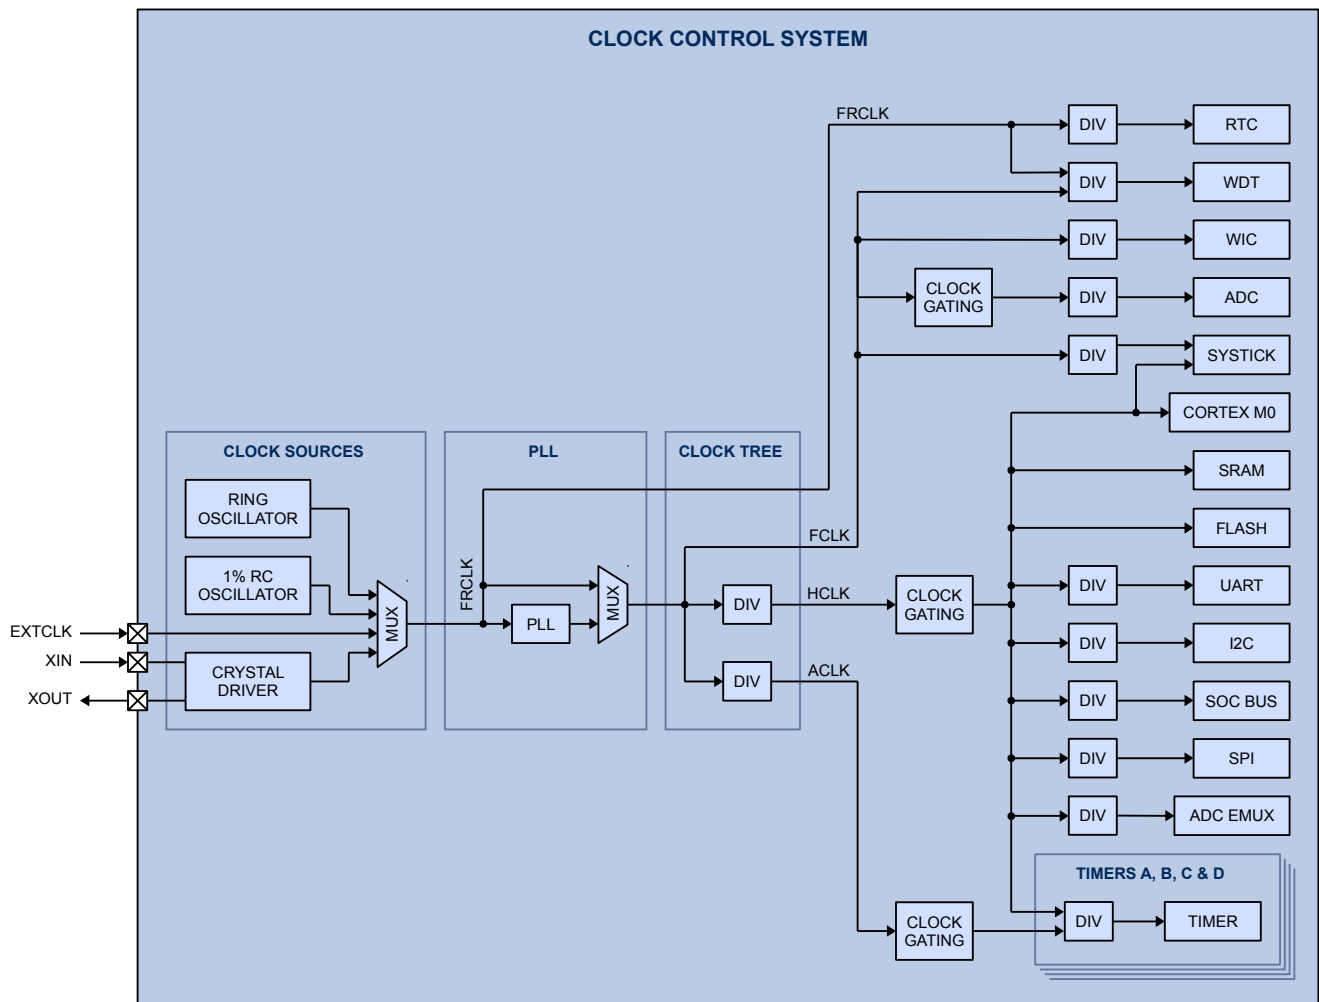 CLOCK CONTROL SYSTEM
FRCLK
DIV
RTC
DIV
WDT
DIV
WIC
CLOCK
GATING
DIV
ADC
DIV
SYSTICK
CORTEX M0
CLOCK SOURCES
PLL
CLOCK TREE
SRAM
RING
OSCILLATOR
FLASH
FCLK
1% RC
OSCILLATOR
FRCLK
MUX
MUX
PLL
DIV
HCLK
CLOCK
GATING
DIV
UART
EXTCLK
XIN
XOUT
CRYSTAL
DRIVER
DIV
ACLK
DIV
I2C
DIV
SOC BUS
DIV
SPI
DIV
ADC EMUX
TIMERS A, B, C & D
CLOCK
GATING
DIV
TIMER